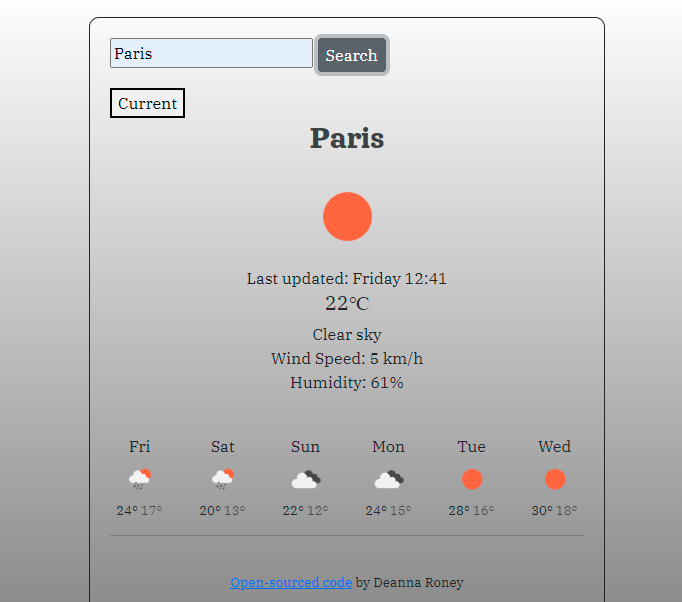 Paris Search
Current
Paris
Last updated: Friday 12:41
22°C
Clear sky
Wind Speed: 5 km/h
Humidity: 61%
Fri Sat Sun Mon Tue Wed
24° 17° 20° 13° 22° 12° 24° 15° 28° 16° 30° 18°
Open-sourced code by Deanna Roney